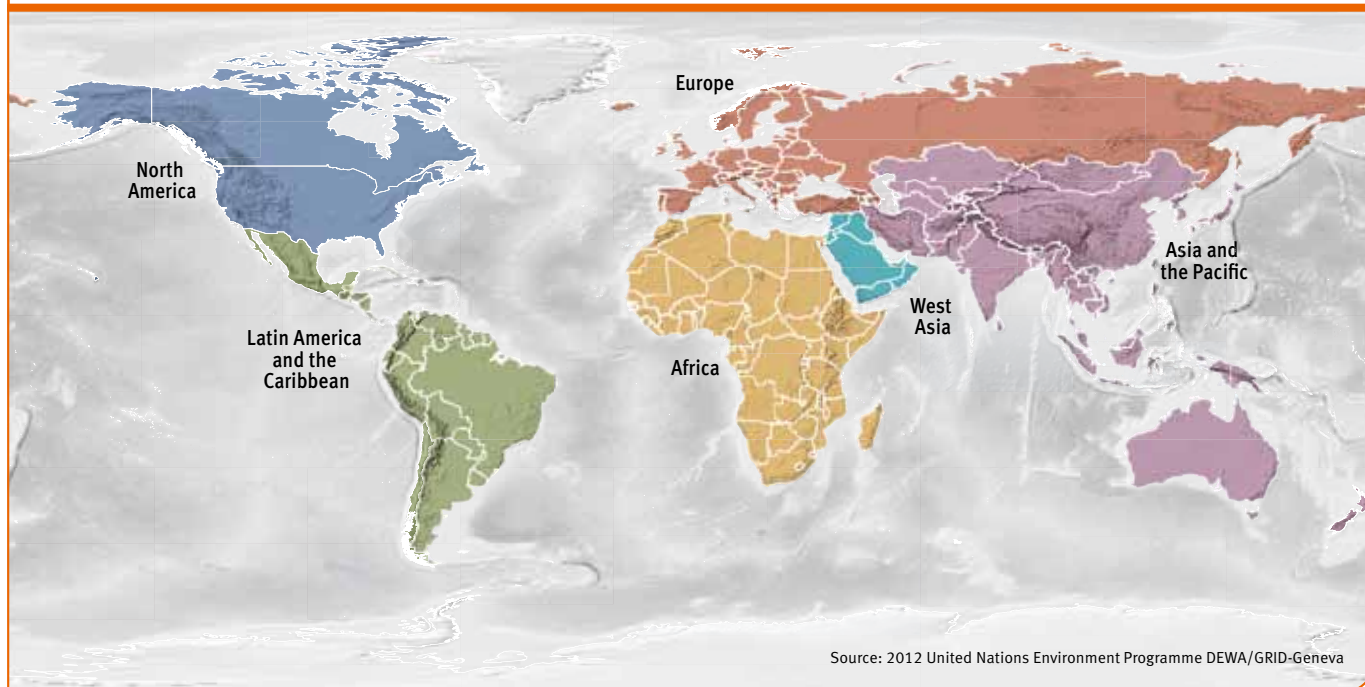 Europe
North
America
Asia and
the Pacific
West
Asia
Latin America
and the
Caribbean
Africa
Source: 2012 United Nations Environment Programme DEWA/GRID-Geneva